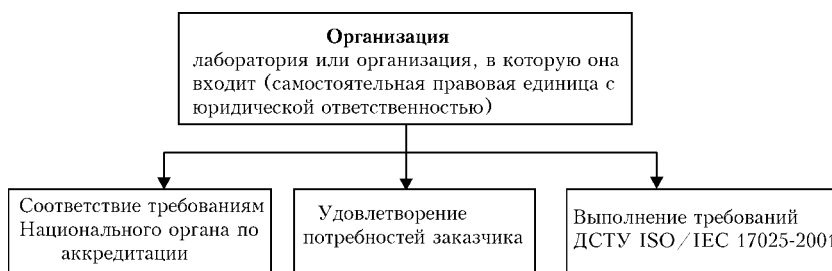 Организация
лаборатория или организация, в которую она
входит (самостоятельная правовая единица с
юридической ответственностью)
Соответствие требованиям
Национального органа по
аккредитации
Удовлетворение
потребностей заказчика
Выполнение требований
ДСТУ ISO/IEC 17025-2001